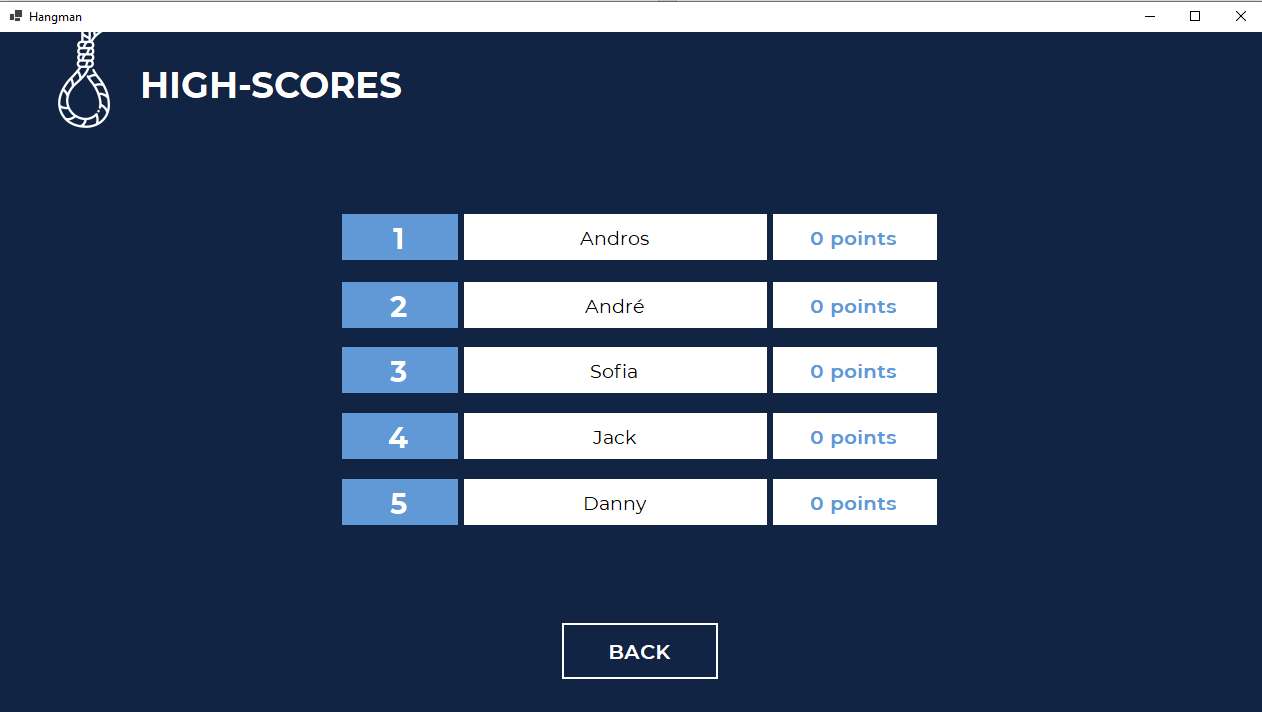 Hangman
HIGH-SCORES
1 Andros 0 points
2 André 0 points
3 Sofia 0 points
4 Jack 0 points
5 Danny 0 points
BACK